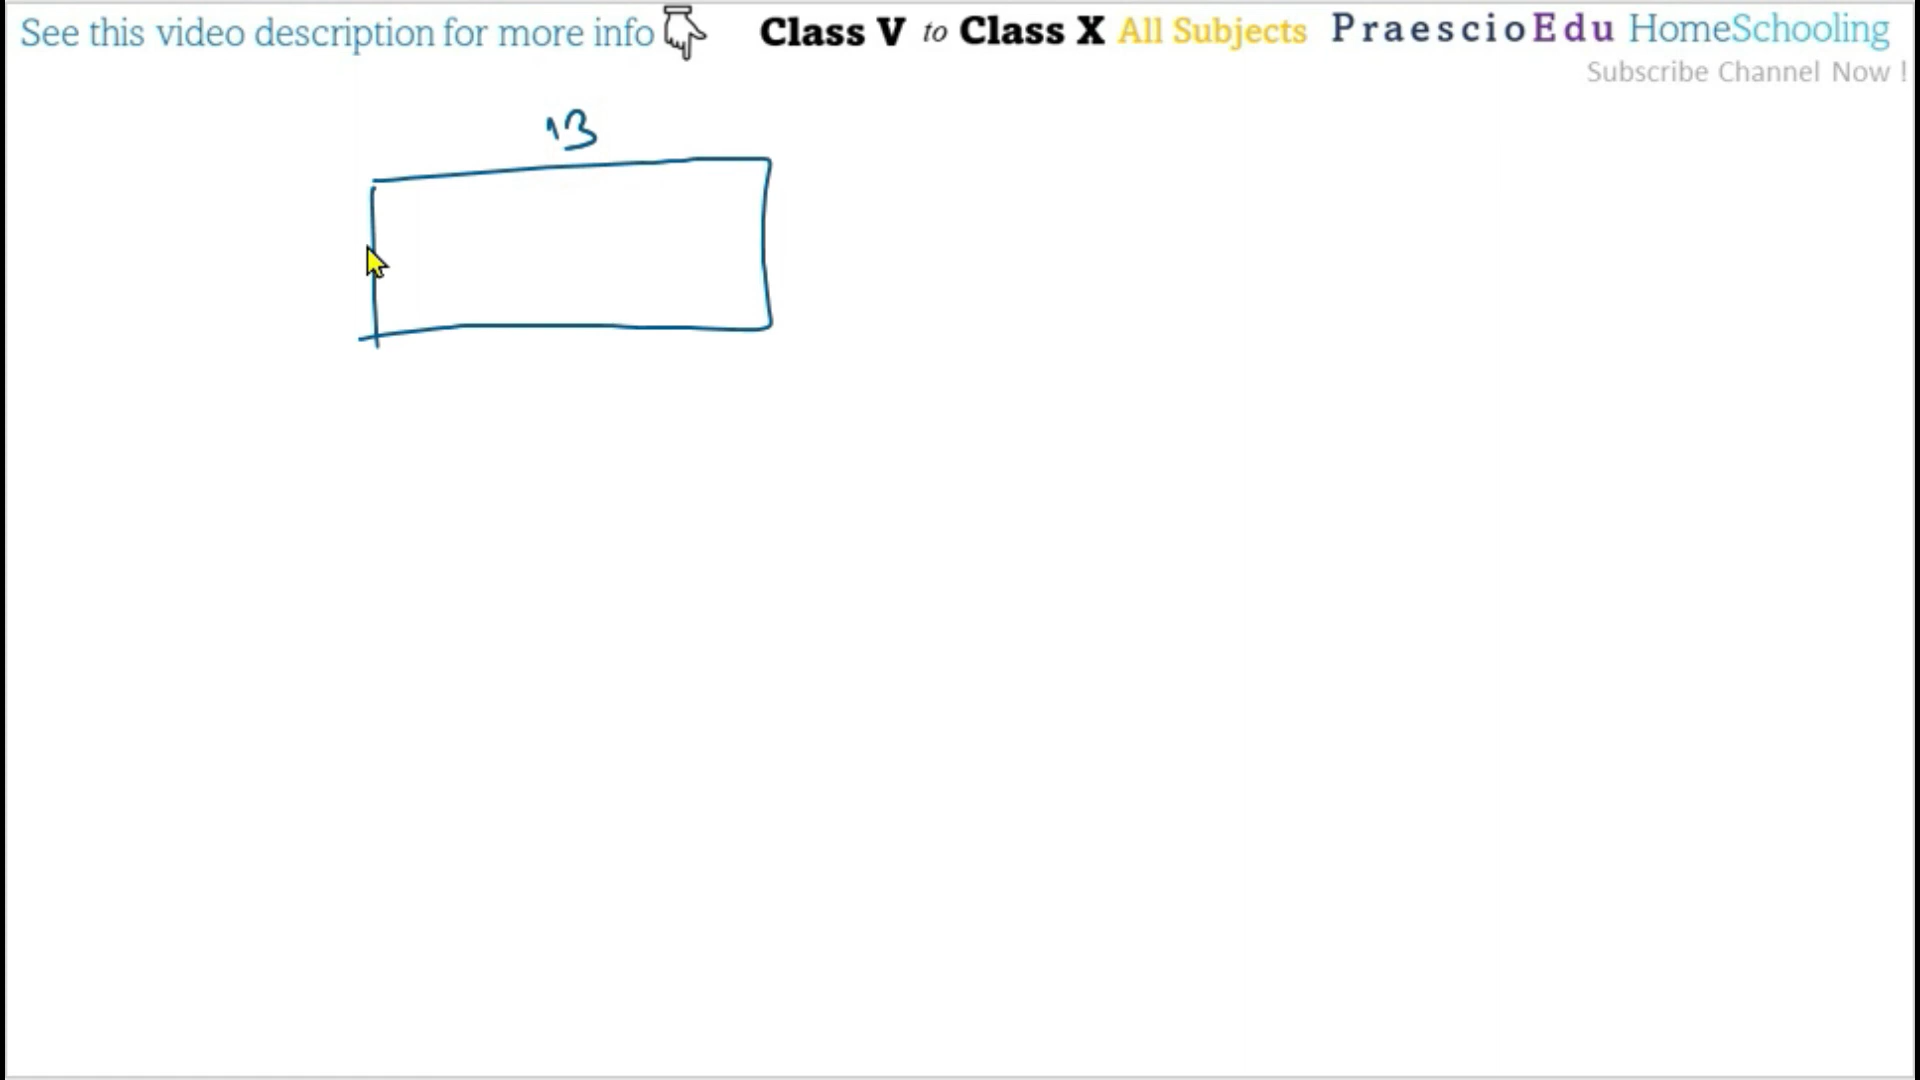 See this video description for more info Class V to Class X All Subjects PraescioEdu HomeSchooling
Subscribe Channel Now !
13